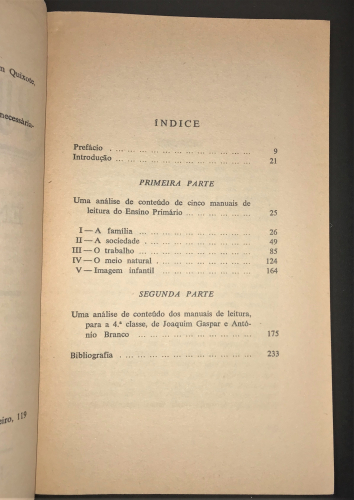 m Quixote,
necessária-
eiro, 119
ÍNDICE
Prefácio . ... ... ... ... ... ... ... ... ... ... ... 9
Introdução ... ... ... ... ... ... ... ... ... ... ... 21
PRIMEIRA PARTE
Uma análise de conteúdo de cinco manuais de
leitura do Ensino Primário ... ... ... ... ... ... 25
I — A família ... ... ... ... ... ... ... ... ... 26
II — A sociedade . ... ... ... ... ... ... ... ... 49
III — O trabalho ... ... ... ... ... ... ... ... ... 85
IV — O meio natural . ... ... ... ... ... ... ... 124
V — Imagem infantil ... ... ... ... ... ... ... 164
SEGUNDA PARTE
Uma análise de conteúdo dos manuais de leitura,
para a 4.ª classe, de Joaquim Gaspar e Antó-
nio Branco ... ... ... ... ... ... ... ... ... ... 175
Bibliografia . ... ... ... ... ... ... ... ... ... ... 233